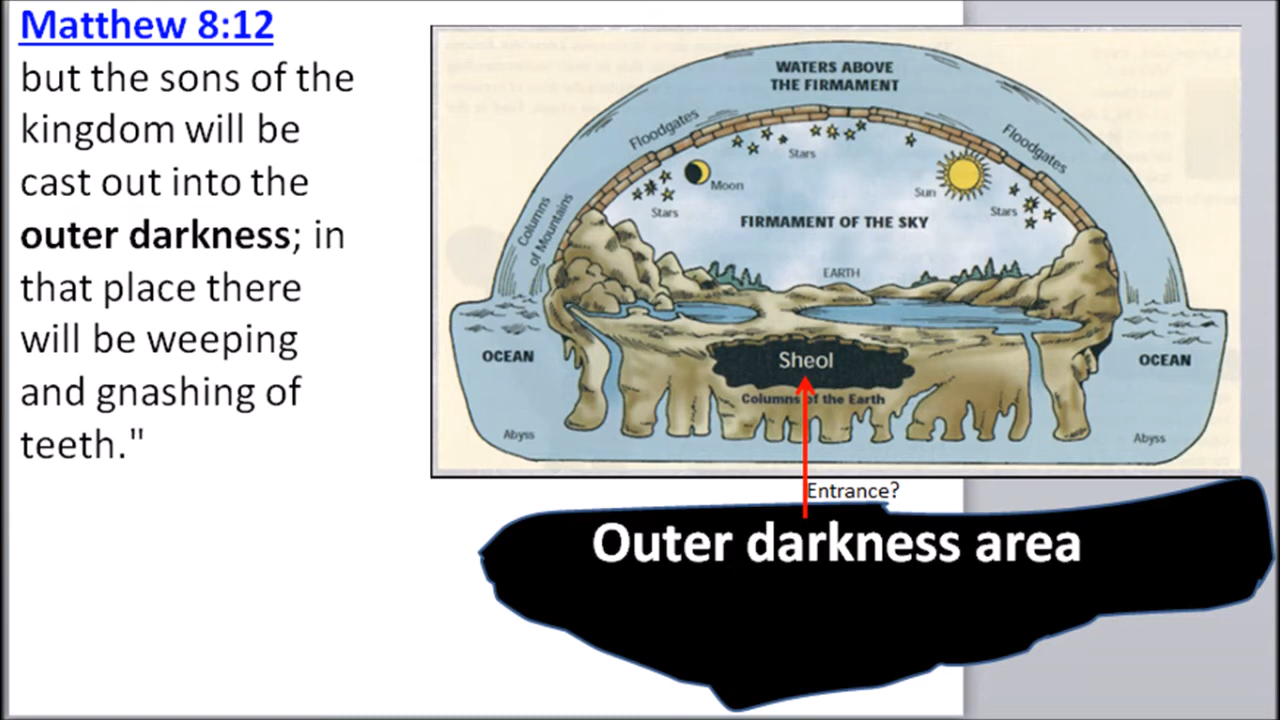 Matthew 8:12
but the sons of the
kingdom will be
cast out into the
outer darkness; in
that place there
will be weeping
and gnashing of
teeth."
WATERS ABOVE
THE FIRMAMENT
Floodgates
Floodgates
Stars
Moon
Sun
Stars
Stars
Columns
of Mountains
FIRMAMENT OF THE SKY
EARTH
OCEAN
Sheol
OCEAN
Columns of the Earth
Abyss
Abyss
Entrance?
Outer darkness area